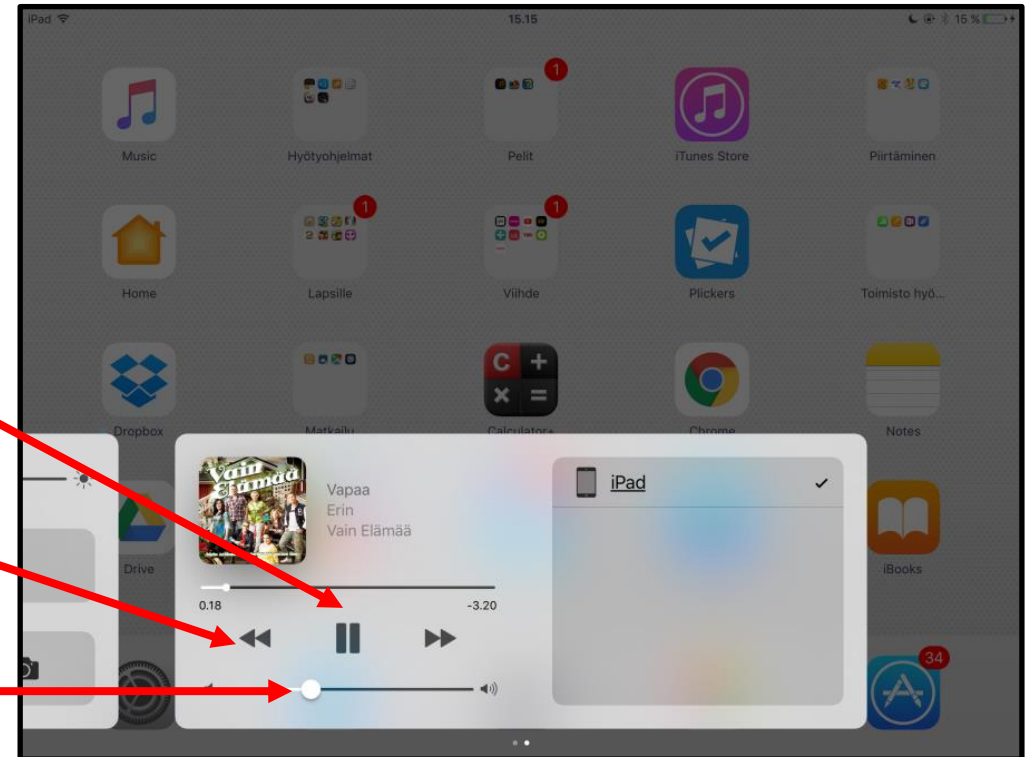 iPad 15.15 15 %
1
Music Hyötyohjelmat Pelit iTunes Store Piirtäminen
1 1
Home Lapsille Viihde Plickers Toimisto hyö...
C + × =
Dropbox Matkailu Calculator+ Chrome Notes
Vain Elämää
Vapaa
Erin
Vain Elämää
iPad
Drive iBooks
0.18 -3.20
34